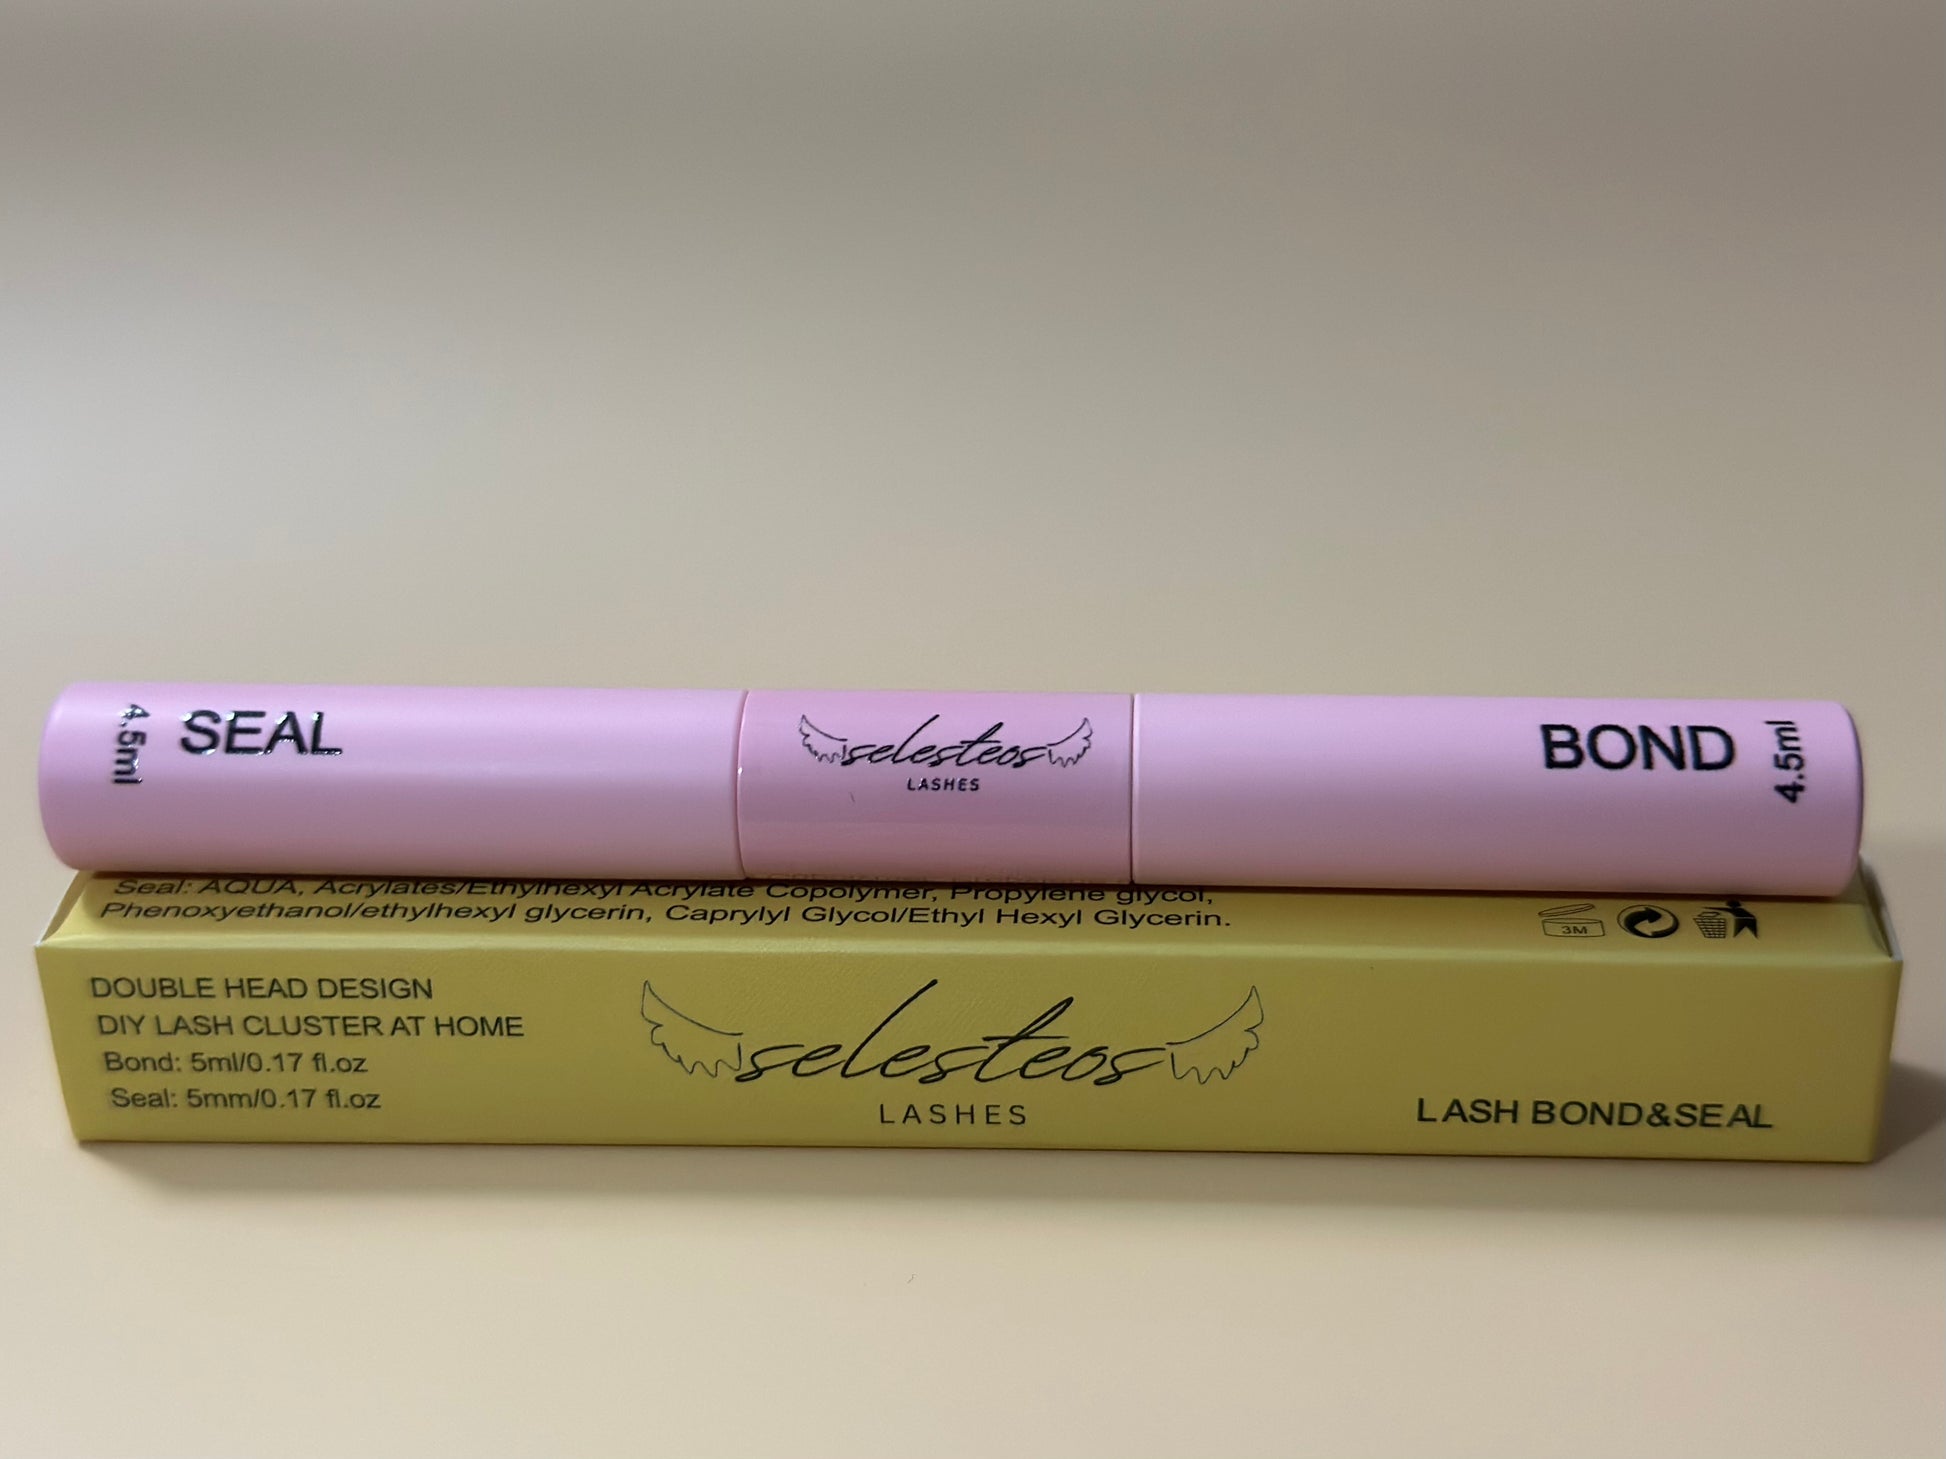 4.5ml SEAL
selesteos
LASHES
BOND 4.5ml
Seal: AQUA, Acrylates/Ethylhexyl Acrylate Copolymer, Propylene glycol,
Phenoxyethanol/ethylhexyl glycerin, Caprylyl Glycol/Ethyl Hexyl Glycerin.
3M
DOUBLE HEAD DESIGN
DIY LASH CLUSTER AT HOME
Bond: 5ml/0.17 fl.oz
Seal: 5mm/0.17 fl.oz
selesteos
LASHES
LASH BOND&SEAL